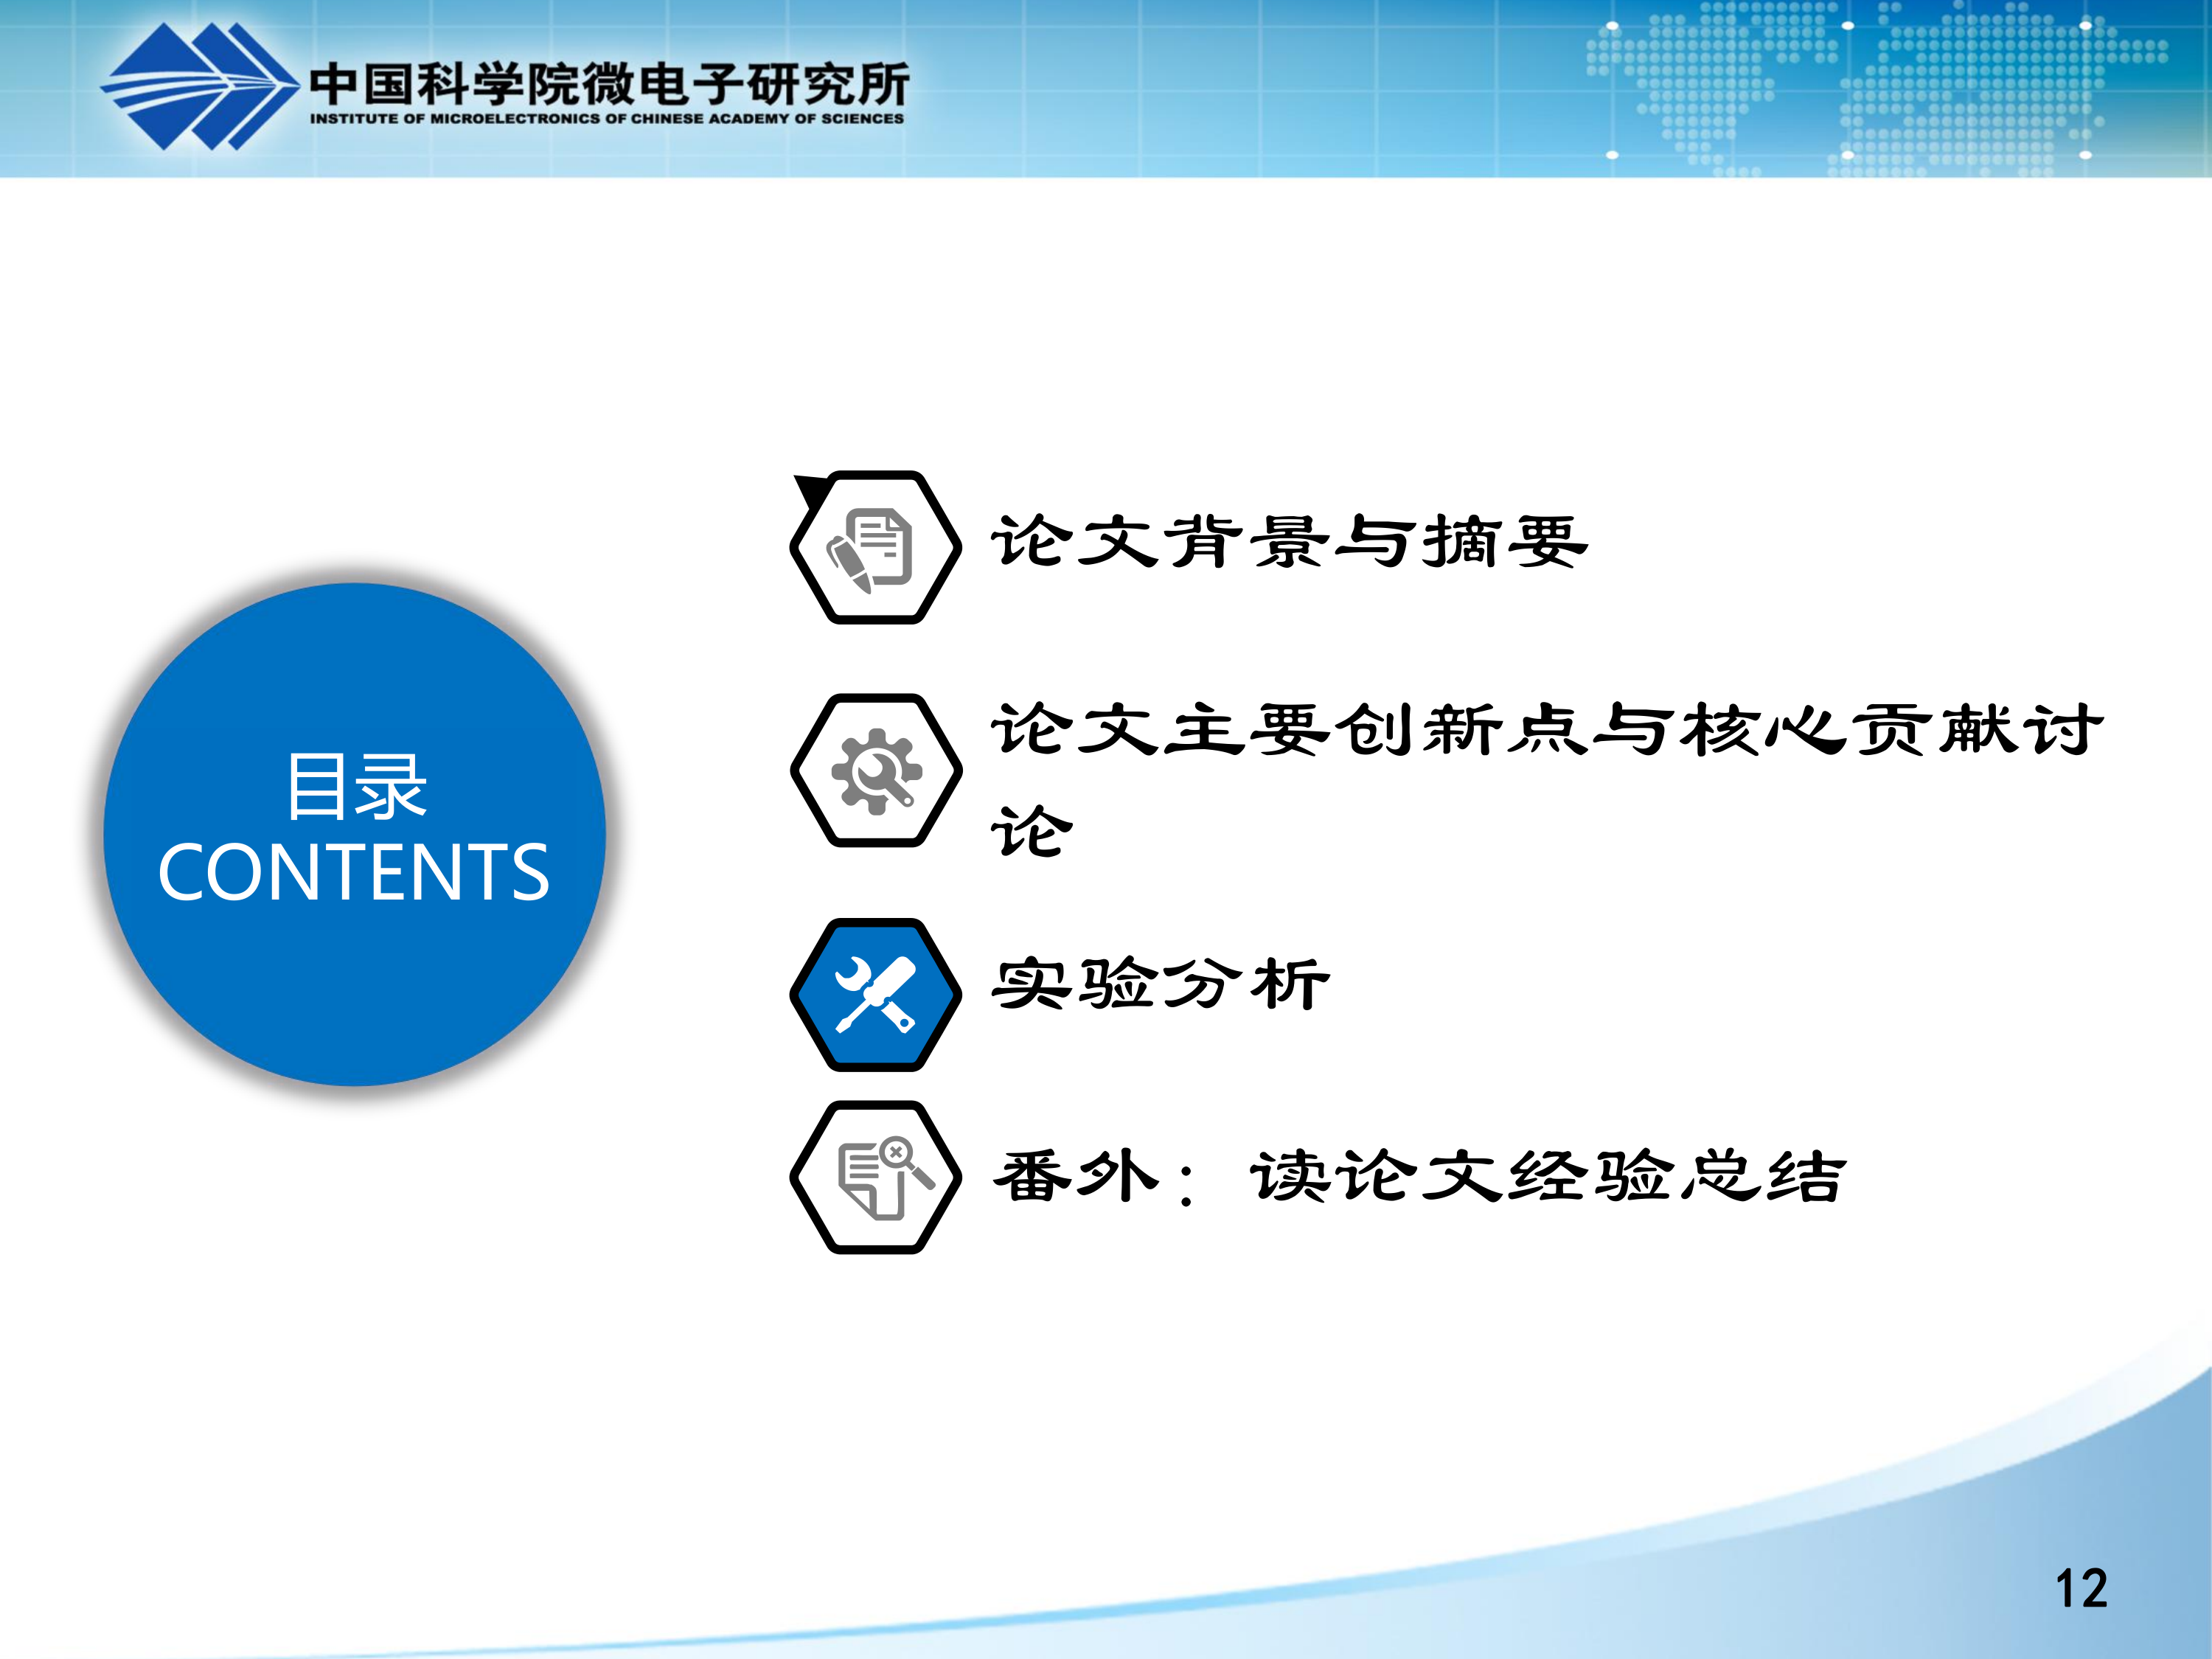 中国科学院微电子研究所
INSTITUTE OF MICROELECTRONICS OF CHINESE ACADEMY OF SCIENCES
目录
CONTENTS
论文背景与摘要
论文主要创新点与核心贡献讨
论
实验分析
番外：读论文经验总结
12